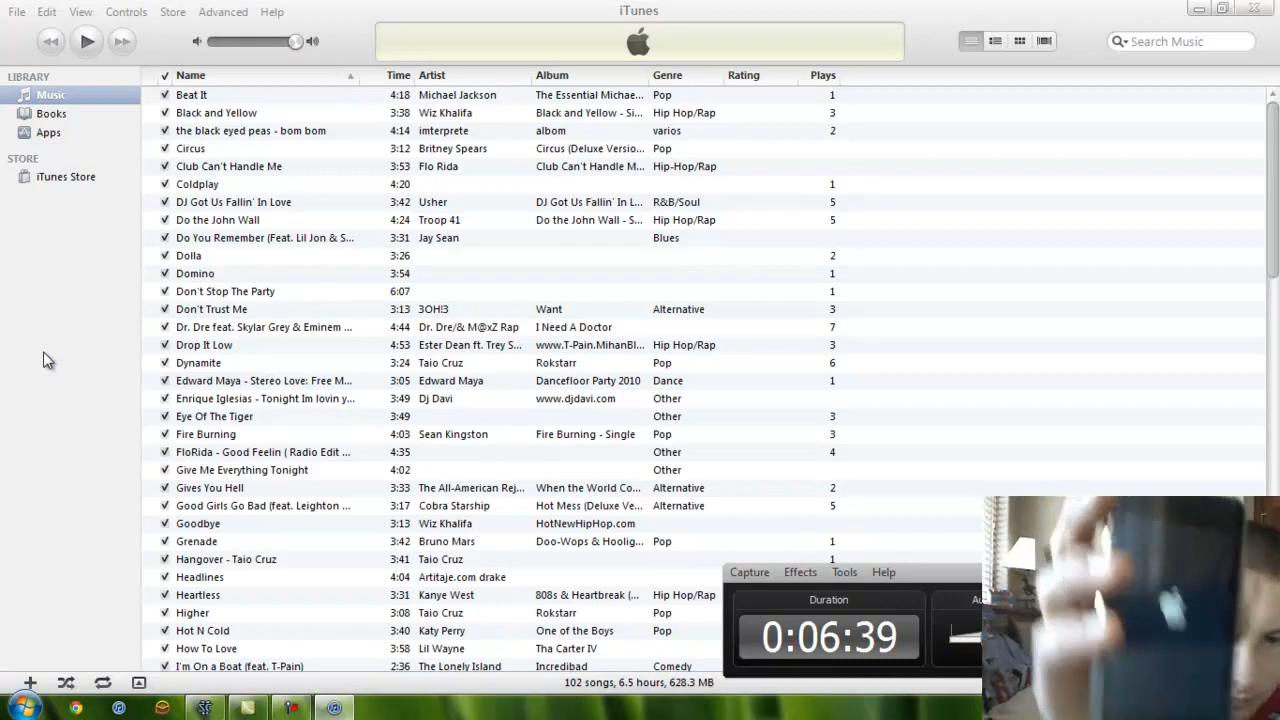 File Edit View Controls Store Advanced Help
iTunes
Search Music
LIBRARY
Music
Books
Apps
STORE
iTunes Store
Name Time Artist Album Genre Rating Plays
Beat It 4:18 Michael Jackson The Essential Michae... Pop 1
Black and Yellow 3:38 Wiz Khalifa Black and Yellow - Si... Hip Hop/Rap 3
the black eyed peas - bom bom 4:14 imterprete albom varios 2
Circus 3:12 Britney Spears Circus (Deluxe Versio... Pop
Club Can't Handle Me 3:53 Flo Rida Club Can't Handle M... Hip-Hop/Rap
Coldplay 4:20 1
DJ Got Us Fallin' In Love 3:42 Usher DJ Got Us Fallin' In L... R&B/Soul 5
Do the John Wall 4:24 Troop 41 Do the John Wall - S... Hip Hop/Rap 5
Do You Remember (Feat. Lil Jon & S... 3:31 Jay Sean Blues
Dolla 3:26 2
Domino 3:54 1
Don't Stop The Party 6:07 1
Don't Trust Me 3:13 3OH!3 Want Alternative 3
Dr. Dre feat. Skylar Grey & Eminem ... 4:44 Dr. Dre/& M@xZ Rap I Need A Doctor 7
Drop It Low 4:53 Ester Dean ft. Trey S... www.T-Pain.MihanBl... Hip Hop/Rap 3
Dynamite 3:24 Taio Cruz Rokstarr Pop 6
Edward Maya - Stereo Love: Free M... 3:05 Edward Maya Dancefloor Party 2010 Dance 1
Enrique Iglesias - Tonight Im lovin y... 3:49 Dj Davi www.djdavi.com Other
Eye Of The Tiger 3:49 Other 3
Fire Burning 4:03 Sean Kingston Fire Burning - Single Pop 3
FloRida - Good Feelin ( Radio Edit ... 4:35 Other 4
Give Me Everything Tonight 4:02 Other
Gives You Hell 3:33 The All-American Rej... When the World Co... Alternative 2
Good Girls Go Bad (feat. Leighton ... 3:17 Cobra Starship Hot Mess (Deluxe Ve... Alternative 5
Goodbye 3:13 Wiz Khalifa HotNewHipHop.com
Grenade 3:42 Bruno Mars Doo-Wops & Hoolig... Pop 1
Hangover - Taio Cruz 3:41 Taio Cruz 1
Headlines 4:04 Artitaje.com drake
Heartless 3:31 Kanye West 808s & Heartbreak (... Hip Hop/Rap
Higher 3:08 Taio Cruz Rokstarr Pop
Hot N Cold 3:40 Katy Perry One of the Boys Pop
How To Love 3:58 Lil Wayne Tha Carter IV
I'm On a Boat (feat. T-Pain) 2:36 The Lonely Island Incredibad Comedy
Capture Effects Tools Help
Duration
0:06:39
102 songs, 6.5 hours, 628.3 MB